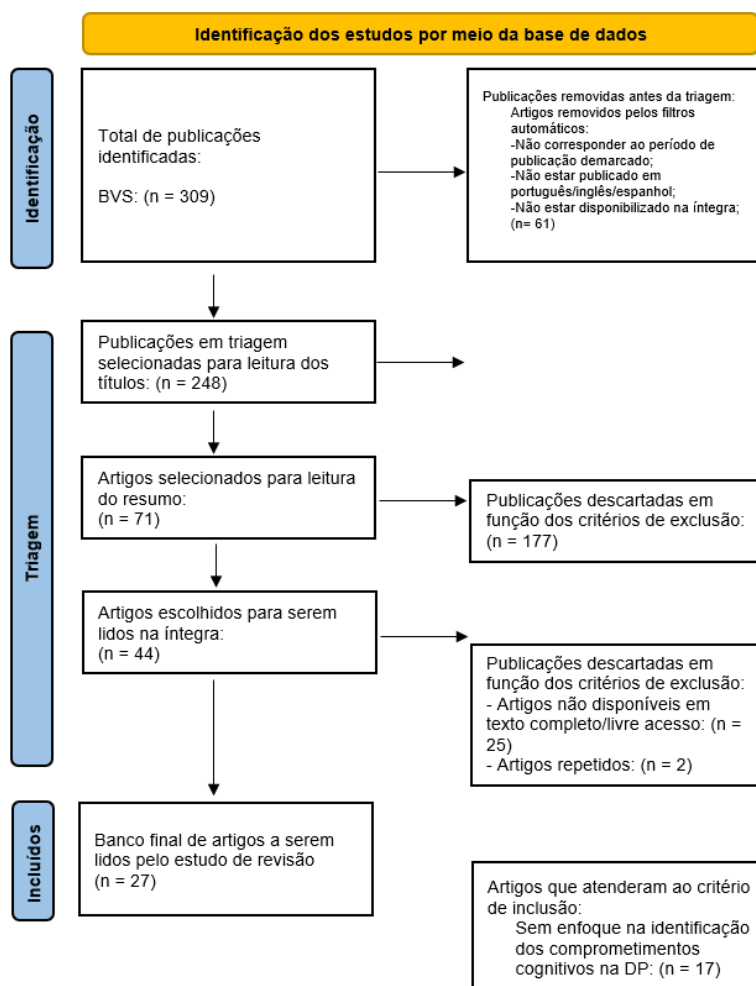 Identificação dos estudos por meio da base de dados
Identificação
Total de publicações
identificadas:
BVS: (n = 309)
Publicações removidas antes da triagem:
Artigos removidos pelos filtros
automáticos:
-Não corresponder ao período de
publicação demarcado;
-Não estar publicado em
português/inglês/espanhol;
-Não estar disponibilizado na íntegra;
(n= 61)
Triagem
Publicações em triagem
selecionadas para leitura dos
títulos: (n = 248)
Artigos selecionados para leitura
do resumo:
(n = 71)
Publicações descartadas em
função dos critérios de exclusão:
(n = 177)
Artigos escolhidos para serem
lidos na íntegra:
(n = 44)
Publicações descartadas em
função dos critérios de exclusão:
- Artigos não disponíveis em
texto completo/livre acesso: (n =
25)
- Artigos repetidos: (n = 2)
Incluídos
Banco final de artigos a serem
lidos pelo estudo de revisão
(n = 27)
Artigos que atenderam ao critério
de inclusão:
Sem enfoque na identificação
dos comprometimentos
cognitivos na DP: (n = 17)